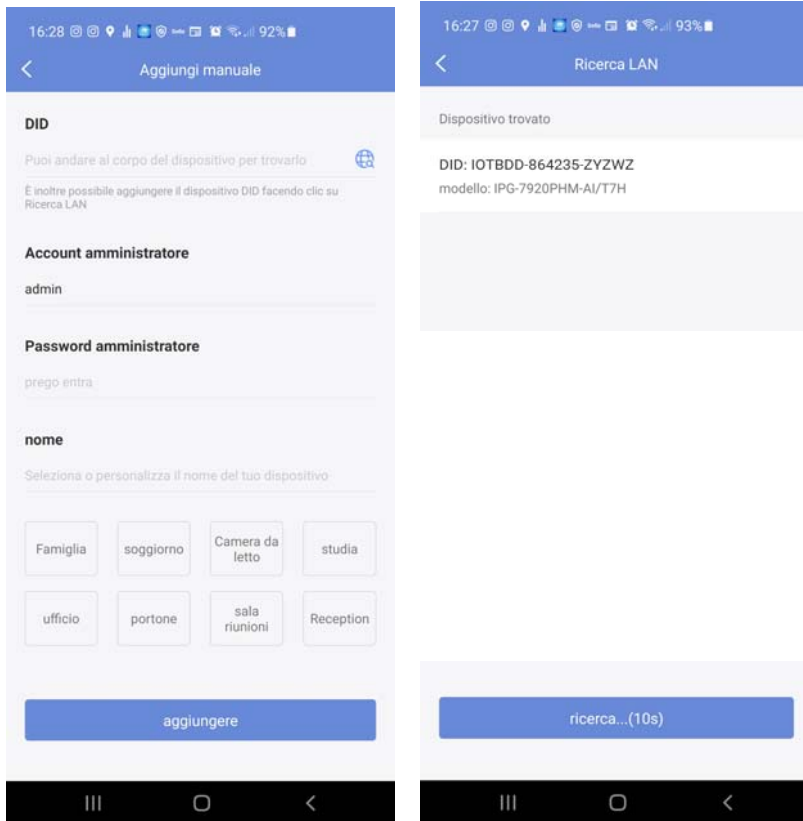 16:28 92%
Aggiungi manuale
DID
Puoi andare al corpo del dispositivo per trovarlo
È inoltre possibile aggiungere il dispositivo DID facendo clic su
Ricerca LAN
Account amministratore
admin
Password amministratore
prego entra
nome
Seleziona o personalizza il nome del tuo dispositivo
Famiglia
soggiorno
Camera da
letto
studia
ufficio
portone
sala
riunioni
Reception
aggiungere
16:27 93%
Ricerca LAN
Dispositivo trovato
DID: IOTBDD-864235-ZYZWZ
modello: IPG-7920PHM-AI/T7H
ricerca...(10s)